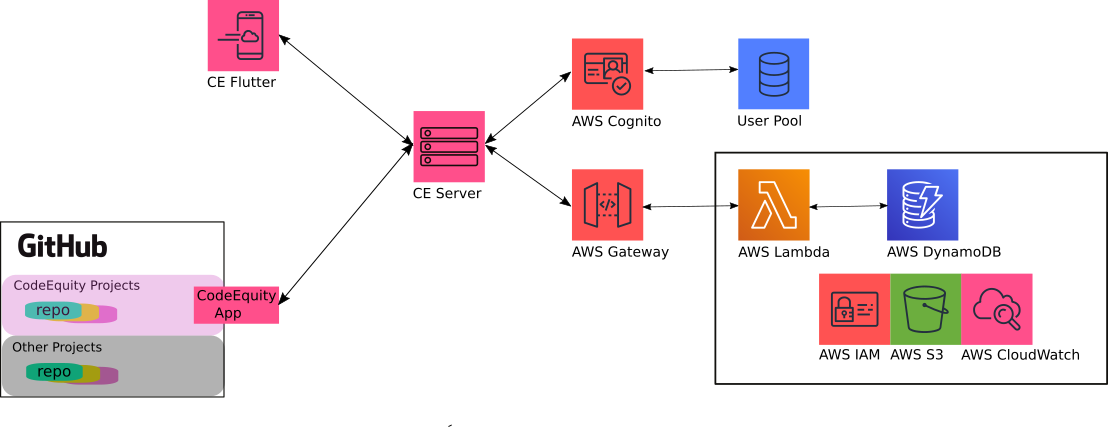 CE Flutter
CE Server
AWS Cognito
User Pool
AWS Gateway
</>
AWS Lambda
AWS DynamoDB
AWS IAM
AWS S3
AWS CloudWatch
GitHub
CodeEquity Projects
repo
CodeEquity
App
Other Projects
repo